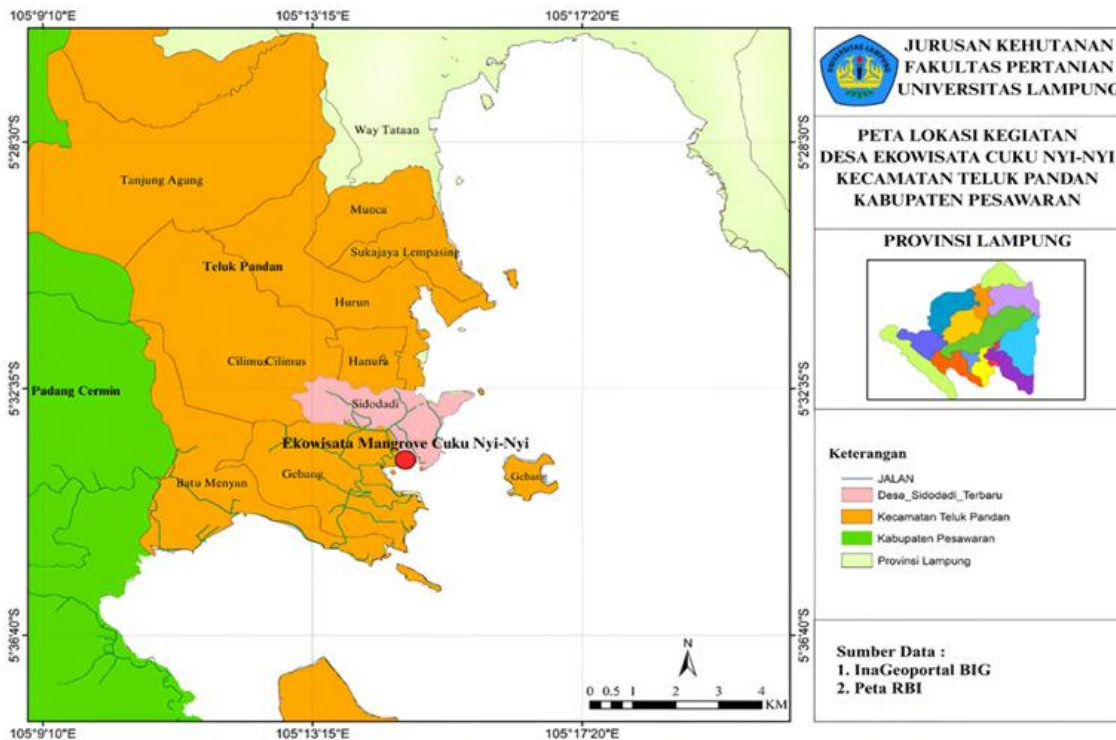 105°9'10"E
105°13'15"E
105°17'20"E
5°28'30"S
5°32'35"S
5°36'40"S
Way Tataan
Tanjung Agung
Muoca
Sukajaya Lempasing
Teluk Pandan
Hurun
CilimusCilimus
Hanura
Padang Cermin
Sidodadi
Ekowisata Mangrove Cuku Nyi-Nyi
Gebang
Gebang
Batu Menyan
N
0 0.5 1 2 3 4
KM
5°28'30"S
5°32'35"S
5°36'40"S
105°9'10"E
105°13'15"E
105°17'20"E
UNIVERSITAS LAMPUNG
JURUSAN KEHUTANAN
FAKULTAS PERTANIAN
UNIVERSITAS LAMPUNG
PETA LOKASI KEGIATAN
DESA EKOWISATA CUKU NYI-NYI
KECAMATAN TELUK PANDAN
KABUPATEN PESAWARAN
PROVINSI LAMPUNG
Keterangan
JALAN
Desa_Sidodadi_Terbaru
Kecamatan Teluk Pandan
Kabupaten Pesawaran
Provinsi Lampung
Sumber Data :
1. InaGeoportal BIG
2. Peta RBI